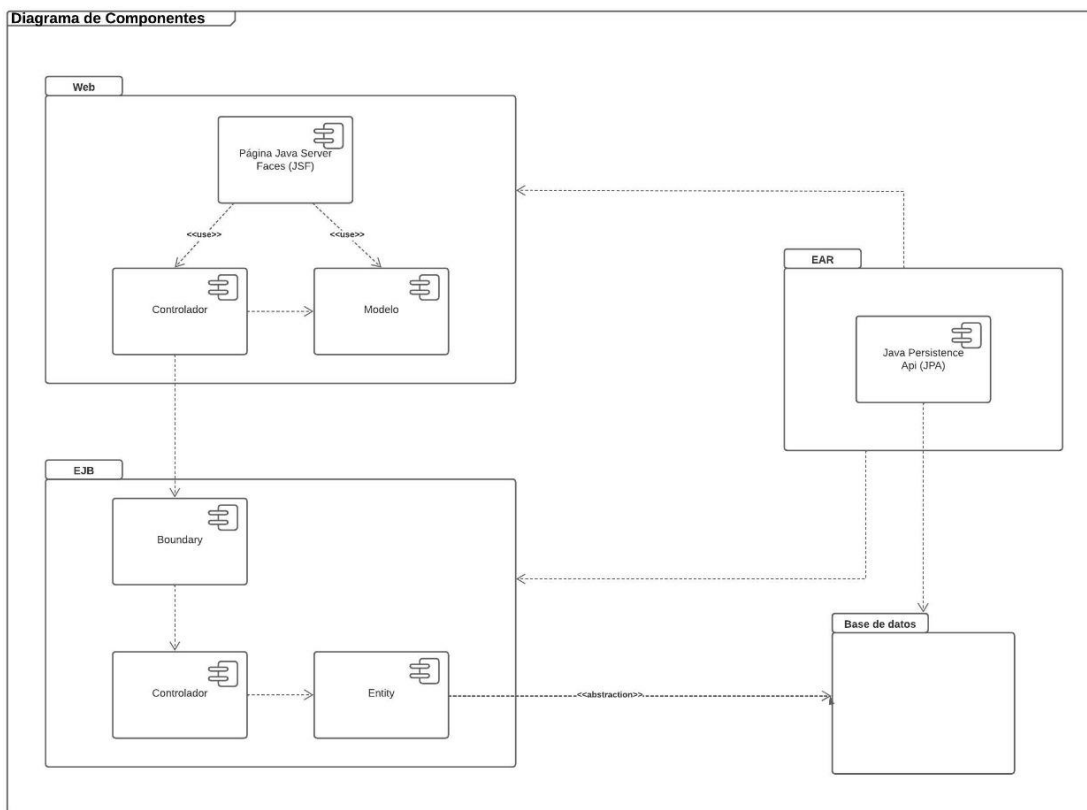 Diagrama de Componentes
Web
Página Java Server
Faces (JSF)
<<use>>
<<use>>
Controlador
Modelo
EAR
Java Persistence
Api (JPA)
EJB
Boundary
Controlador
Entity
<<abstraction>>
Base de datos